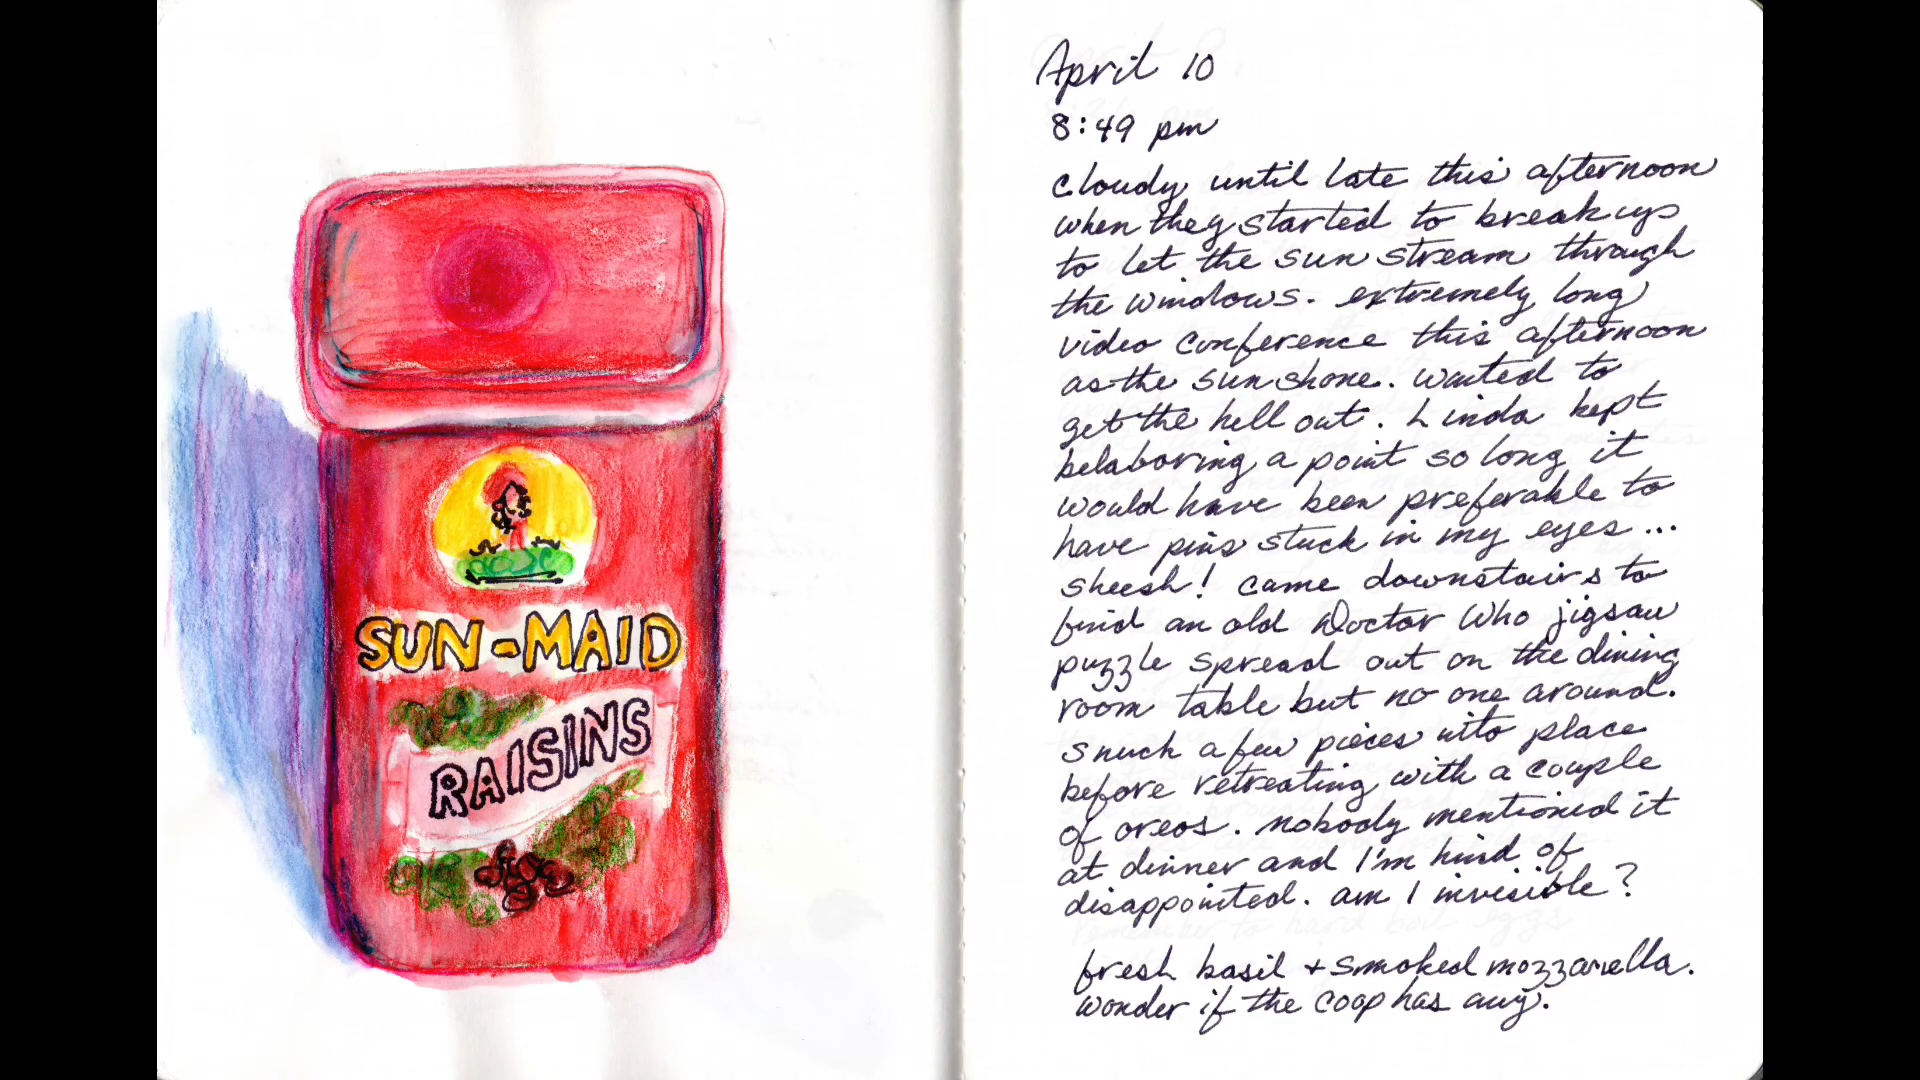 SUN-MAID
RAISINS
April 10
8:49 pm
cloudy until late this afternoon
when they started to break up
to let the sun stream through
the windows. extremely long
video conference this afternoon
as the sun shone. wanted to
get the hell out. Linda kept
belaboring a point so long it
would have been preferable to
have pins stuck in my eyes...
sheesh! came downstairs to
find an old Doctor Who jigsaw
puzzle spread out on the dining
room table but no one around.
snuck a few pieces into place
before retreating with a couple
of oreos. nobody mentioned it
at dinner and I'm kind of
disappointed. am I invisible?
fresh basil + smoked mozzarella.
wonder if the coop has any.